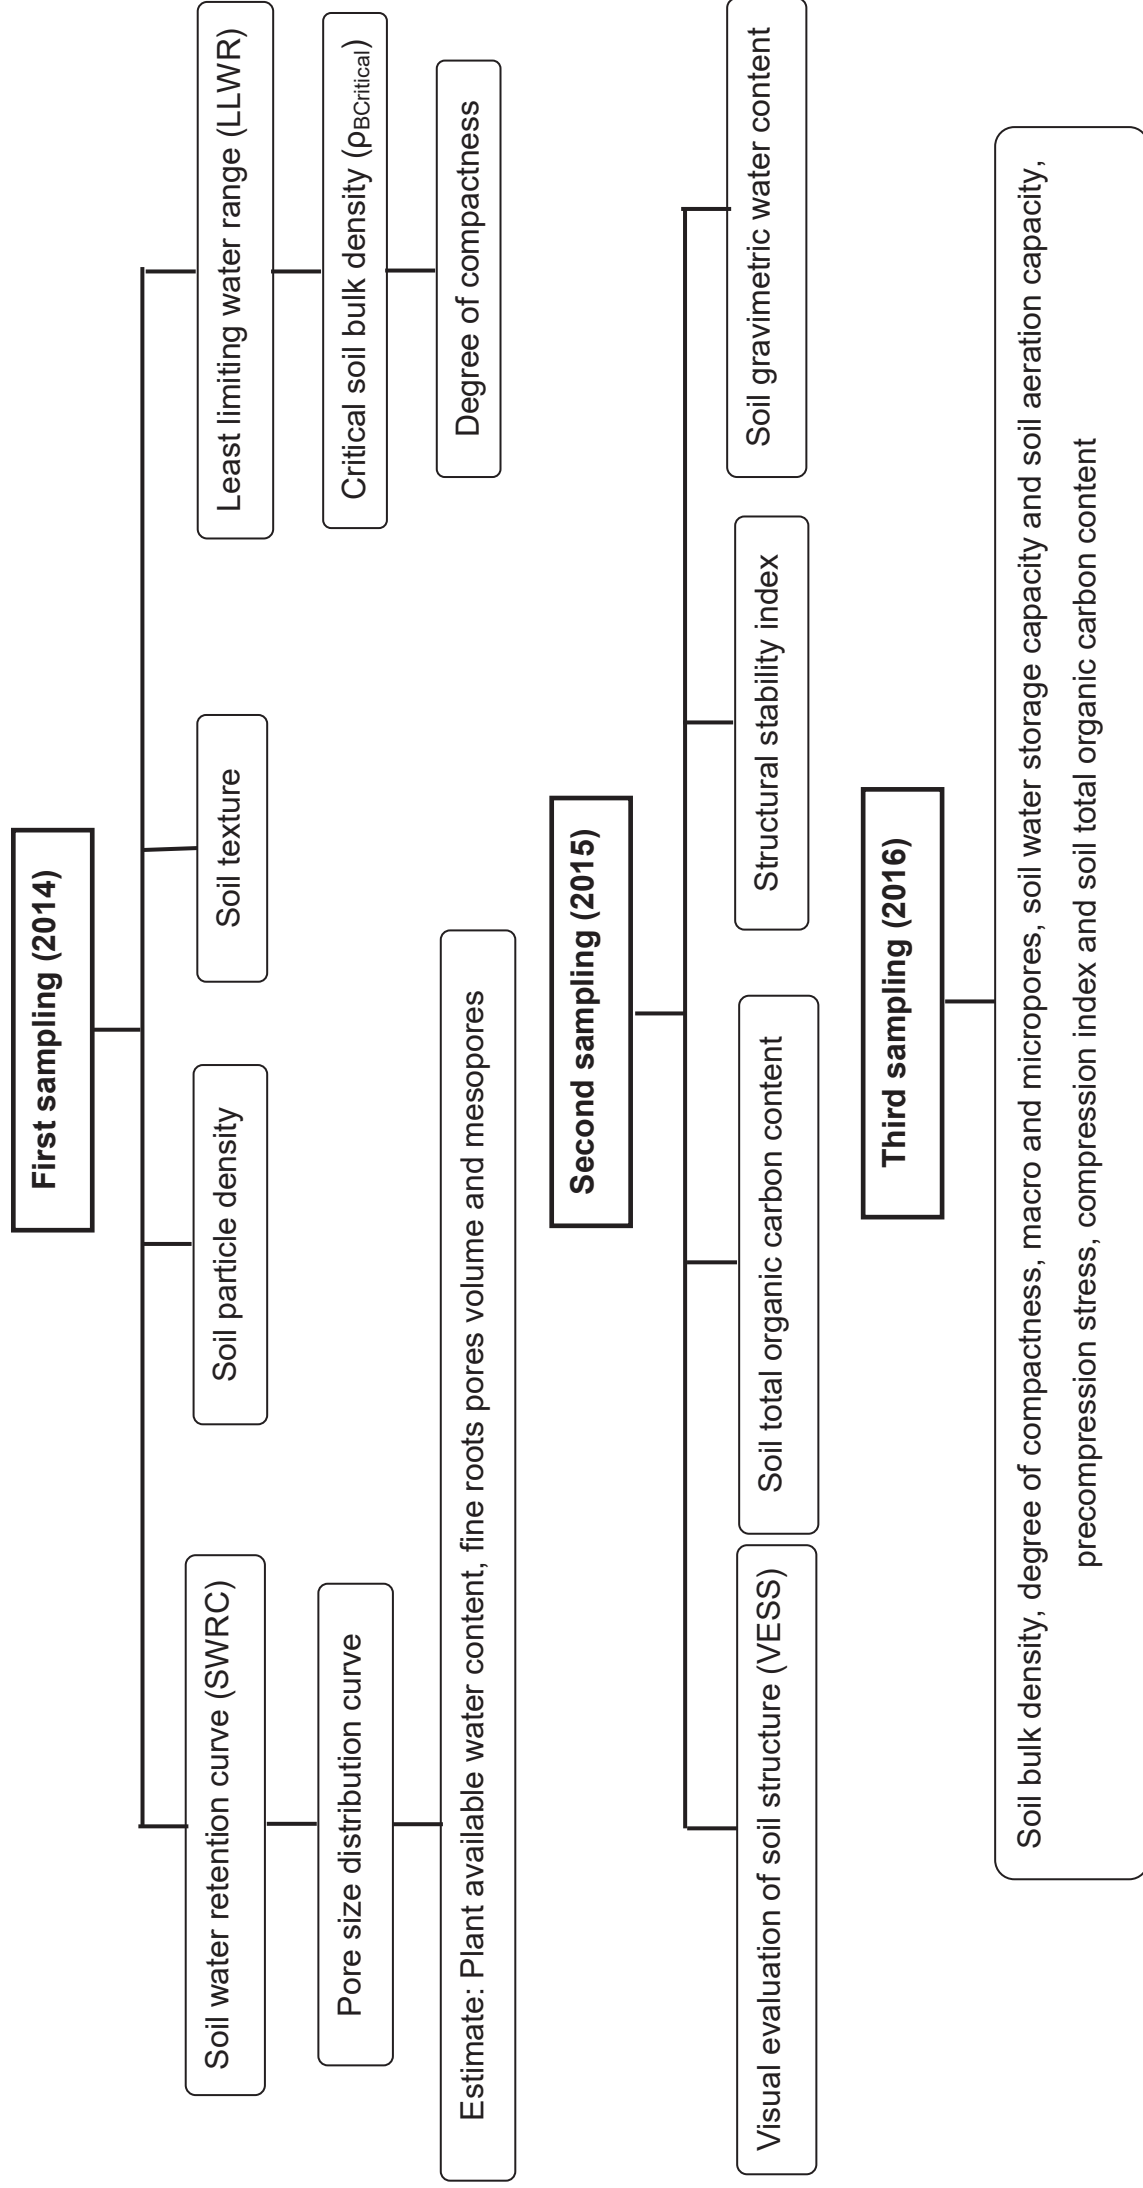 First sampling (2014)
Soil water retention curve (SWRC)
Soil particle density
Soil texture
Least limiting water range (LLWR)
Pore size distribution curve
Critical soil bulk density (ρBCritical)
Estimate: Plant available water content, fine roots pores volume and mesopores
Degree of compactness
Second sampling (2015)
Visual evaluation of soil structure (VESS)
Soil total organic carbon content
Structural stability index
Soil gravimetric water content
Third sampling (2016)
Soil bulk density, degree of compactness, macro and micropores, soil water storage capacity and soil aeration capacity,
precompression stress, compression index and soil total organic carbon content